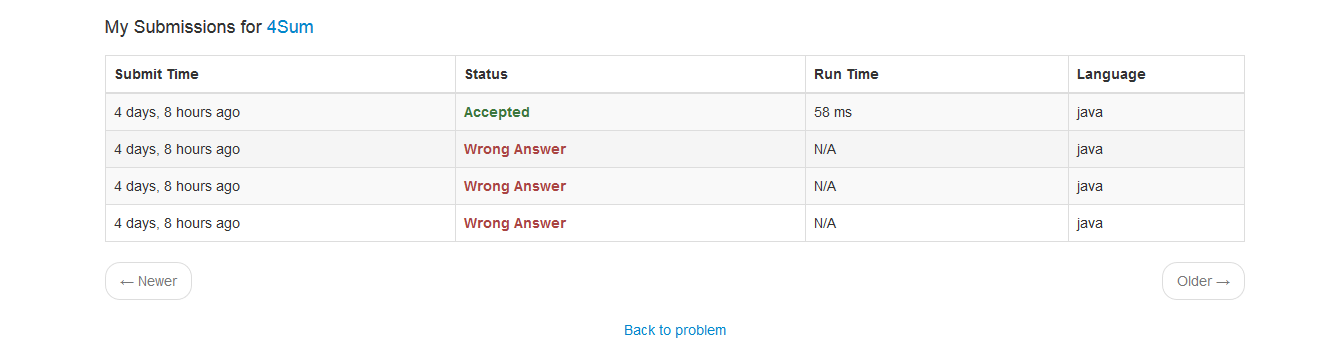 My Submissions for 4Sum
Submit Time Status Run Time Language
4 days, 8 hours ago Accepted 58 ms java
4 days, 8 hours ago Wrong Answer N/A java
4 days, 8 hours ago Wrong Answer N/A java
4 days, 8 hours ago Wrong Answer N/A java
← Newer Older →
Back to problem